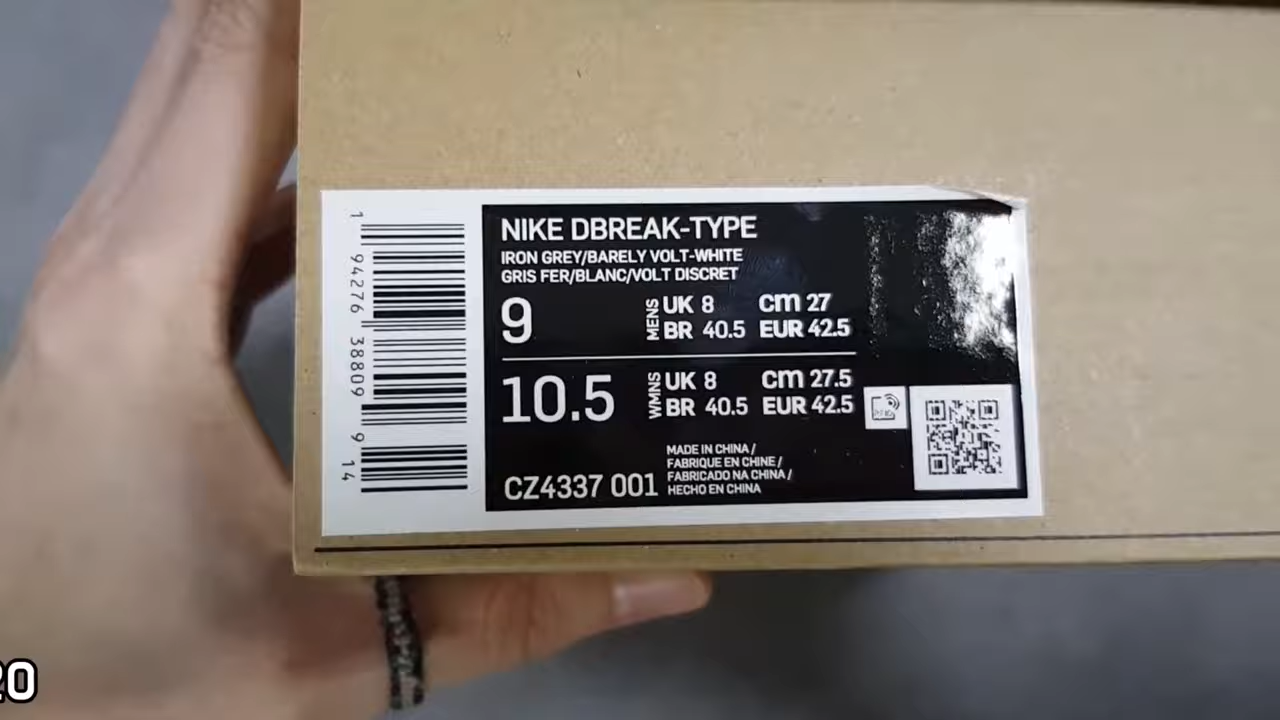 NIKE DBREAK-TYPE
IRON GREY/BARELY VOLT-WHITE
GRIS FER/BLANC/VOLT DISCRET
9 MENS UK 8 cm 27
BR 40.5 EUR 42.5
10.5 WMNS UK 8 cm 27.5
BR 40.5 EUR 42.5
MADE IN CHINA /
FABRIQUE EN CHINE /
FABRICADO NA CHINA /
HECHO EN CHINA
CZ4337 001
1 94276 38809 9 14
20